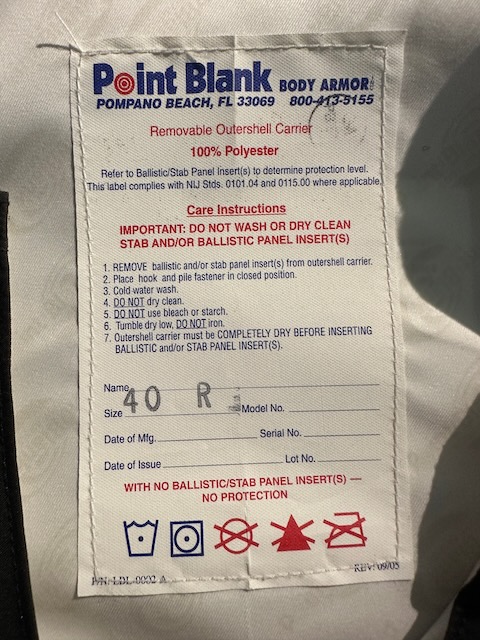 Point Blank BODY ARMOR
POMPANO BEACH, FL 33069 800-413-5155
Removable Outershell Carrier
100% Polyester
Refer to Ballistic/Stab Panel Insert(s) to determine protection level.
This label complies with NIJ Stds. 0101.04 and 0115.00 where applicable.
Care Instructions
IMPORTANT: DO NOT WASH OR DRY CLEAN
STAB AND/OR BALLISTIC PANEL INSERT(S)
1. REMOVE ballistic and/or stab panel insert(s) from outershell carrier.
2. Place hook and pile fastener in closed position.
3. Cold water wash.
4. DO NOT dry clean.
5. DO NOT use bleach or starch.
6. Tumble dry low, DO NOT iron.
7. Outershell carrier must be COMPLETELY DRY BEFORE INSERTING
BALLISTIC and/or STAB PANEL INSERT(S).
Name
Size 40 R Model No.
Date of Mfg. Serial No.
Date of Issue Lot No.
WITH NO BALLISTIC/STAB PANEL INSERT(S) —
NO PROTECTION
P/N: LDL-0002 A REV: 09/05